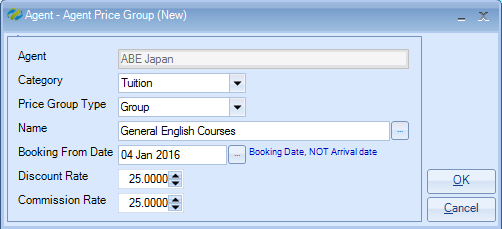 Agent - Agent Price Group (New)
Agent ABE Japan
Category Tuition
Price Group Type Group
Name General English Courses ...
Booking From Date 04 Jan 2016 ... Booking Date, NOT Arrival date
Discount Rate 25.0000
OK
Commission Rate 25.0000
Cancel